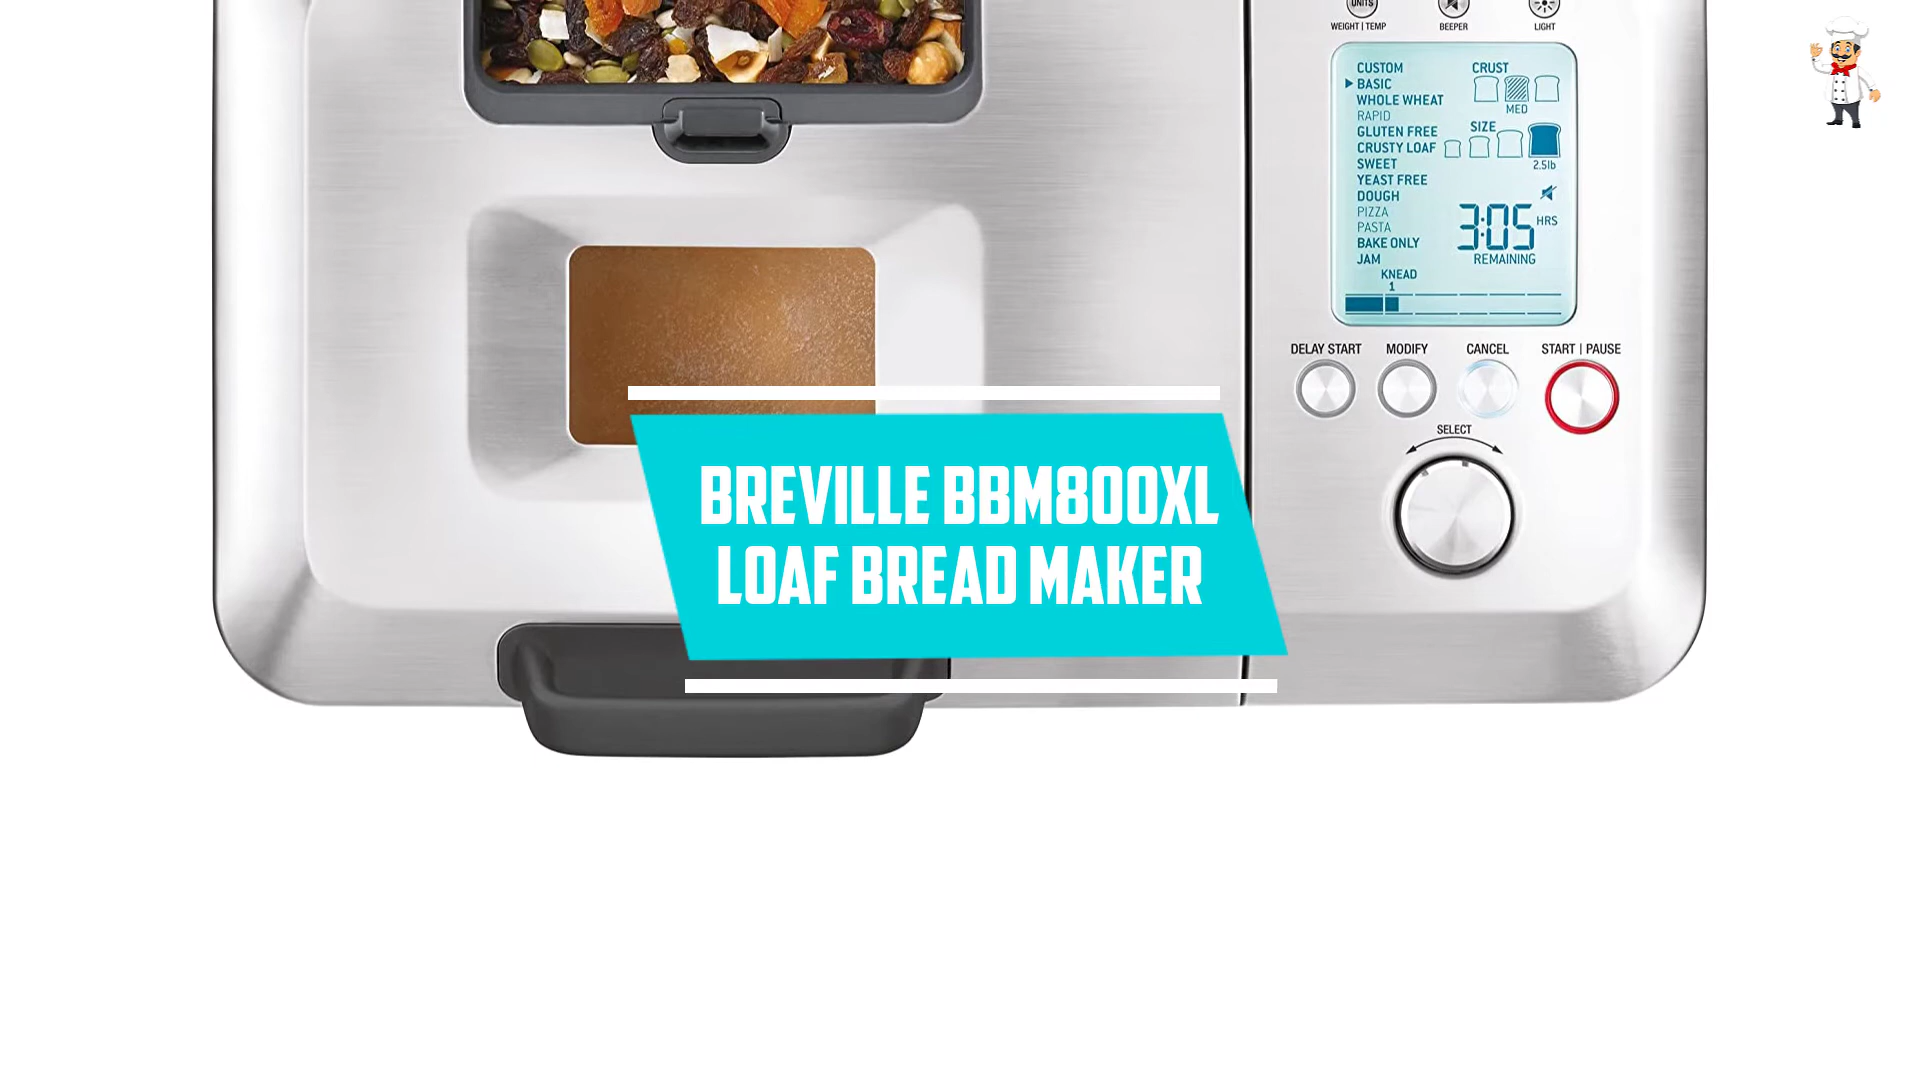 UNITS
WEIGHT | TEMP
BEEPER
LIGHT
CUSTOM
BASIC
WHOLE WHEAT
RAPID
GLUTEN FREE
CRUSTY LOAF
SWEET
YEAST FREE
DOUGH
PIZZA
PASTA
BAKE ONLY
JAM
KNEAD
1
CRUST
MED
SIZE
2.5lb
3:05 HRS
REMAINING
DELAY START
MODIFY
CANCEL
START | PAUSE
SELECT
BREVILLE BBM800XL
LOAF BREAD MAKER